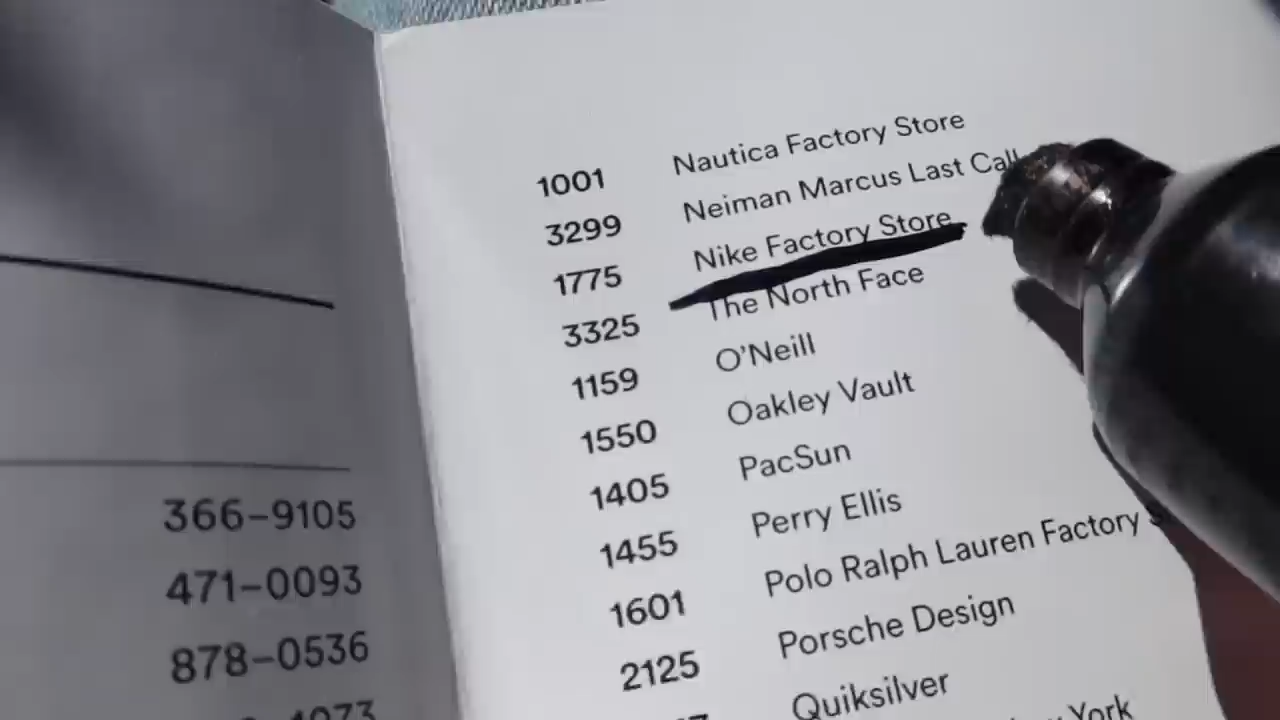 366-9105
471-0093
878-0536
1073
1001 Nautica Factory Store
3299 Neiman Marcus Last Call
1775 Nike Factory Store
3325 The North Face
1159 O'Neill
1550 Oakley Vault
1405 PacSun
1455 Perry Ellis
1601 Polo Ralph Lauren Factory
2125 Porsche Design
Quiksilver
York